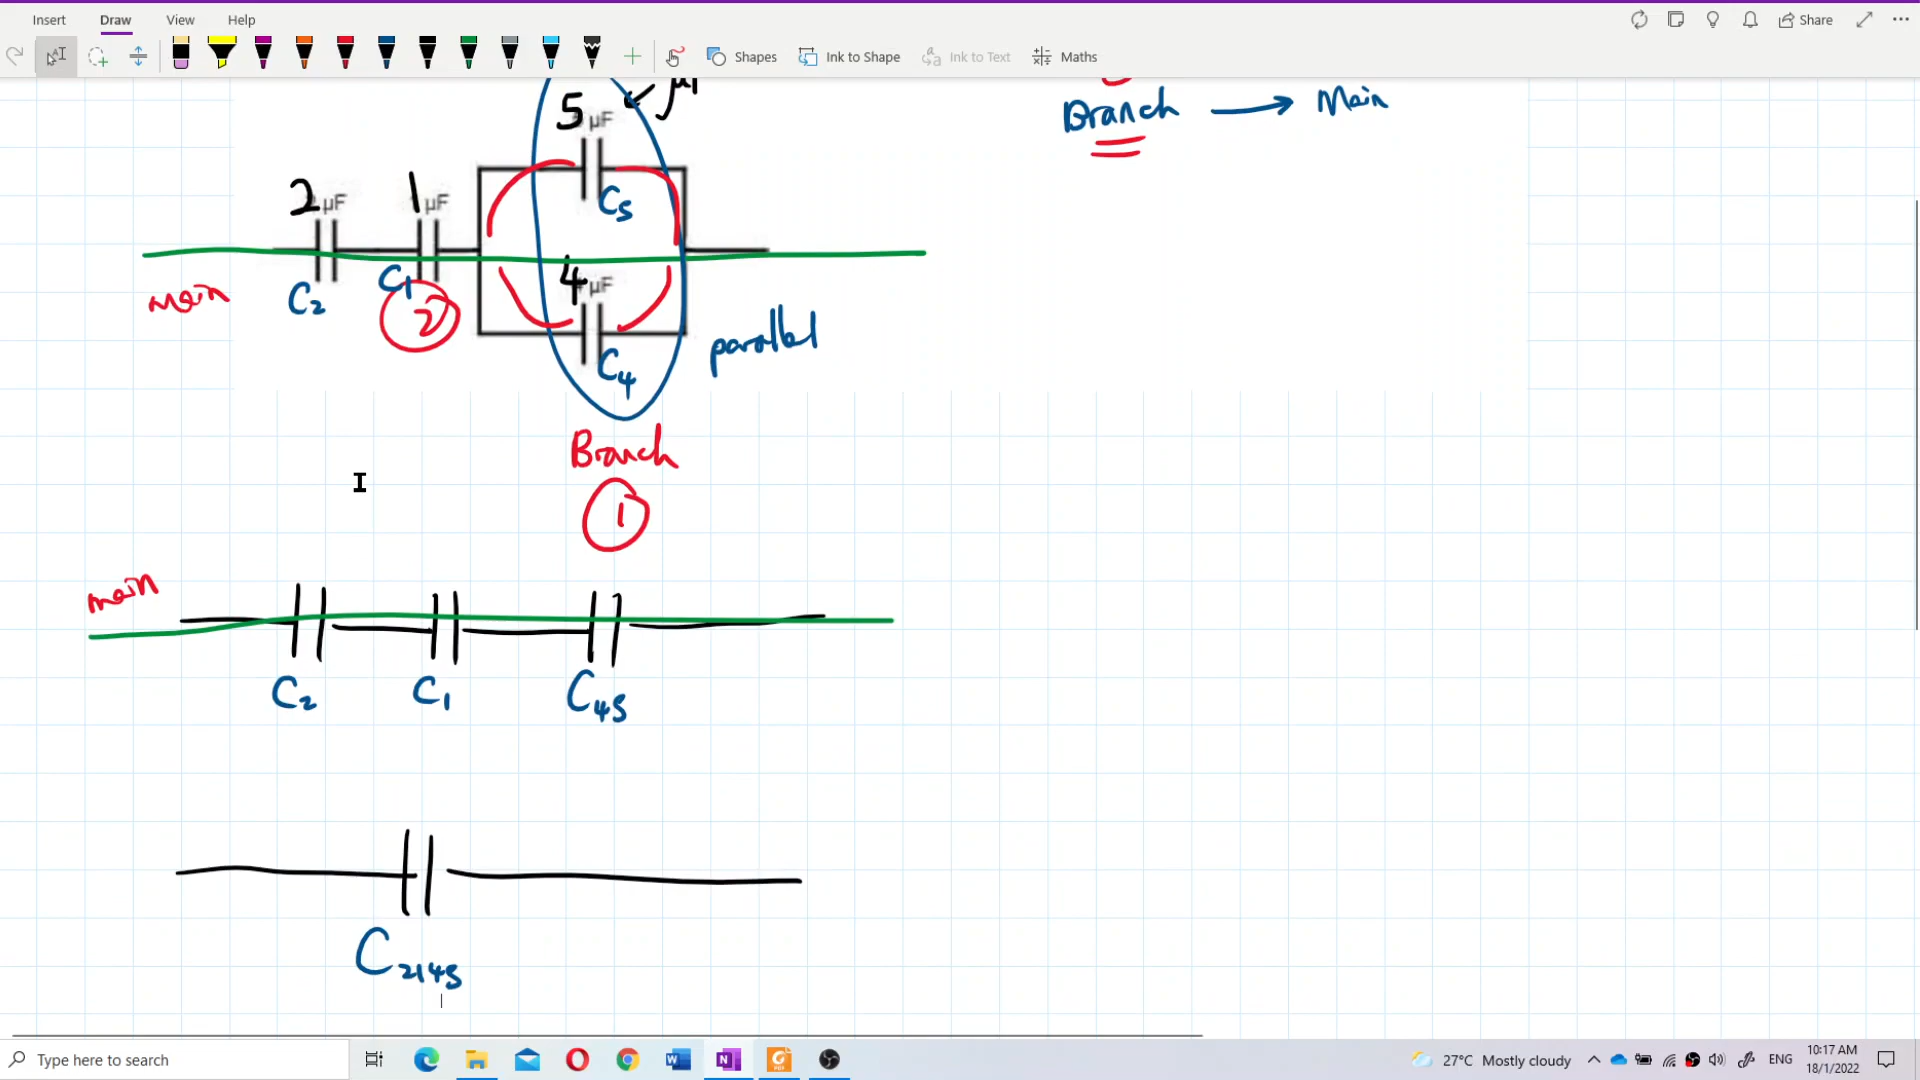 Insert Draw View Help
Share
Shapes Ink to Shape Ink to Text Maths
5 μF
Branch → Main
2 μF
1 μF
C5
Main
C2
C1
2
4 μF
C4
parallel
Branch
1
main
C2
C1
C45
C2145
Type here to search
27°C Mostly cloudy
ENG
10:17 AM
18/1/2022